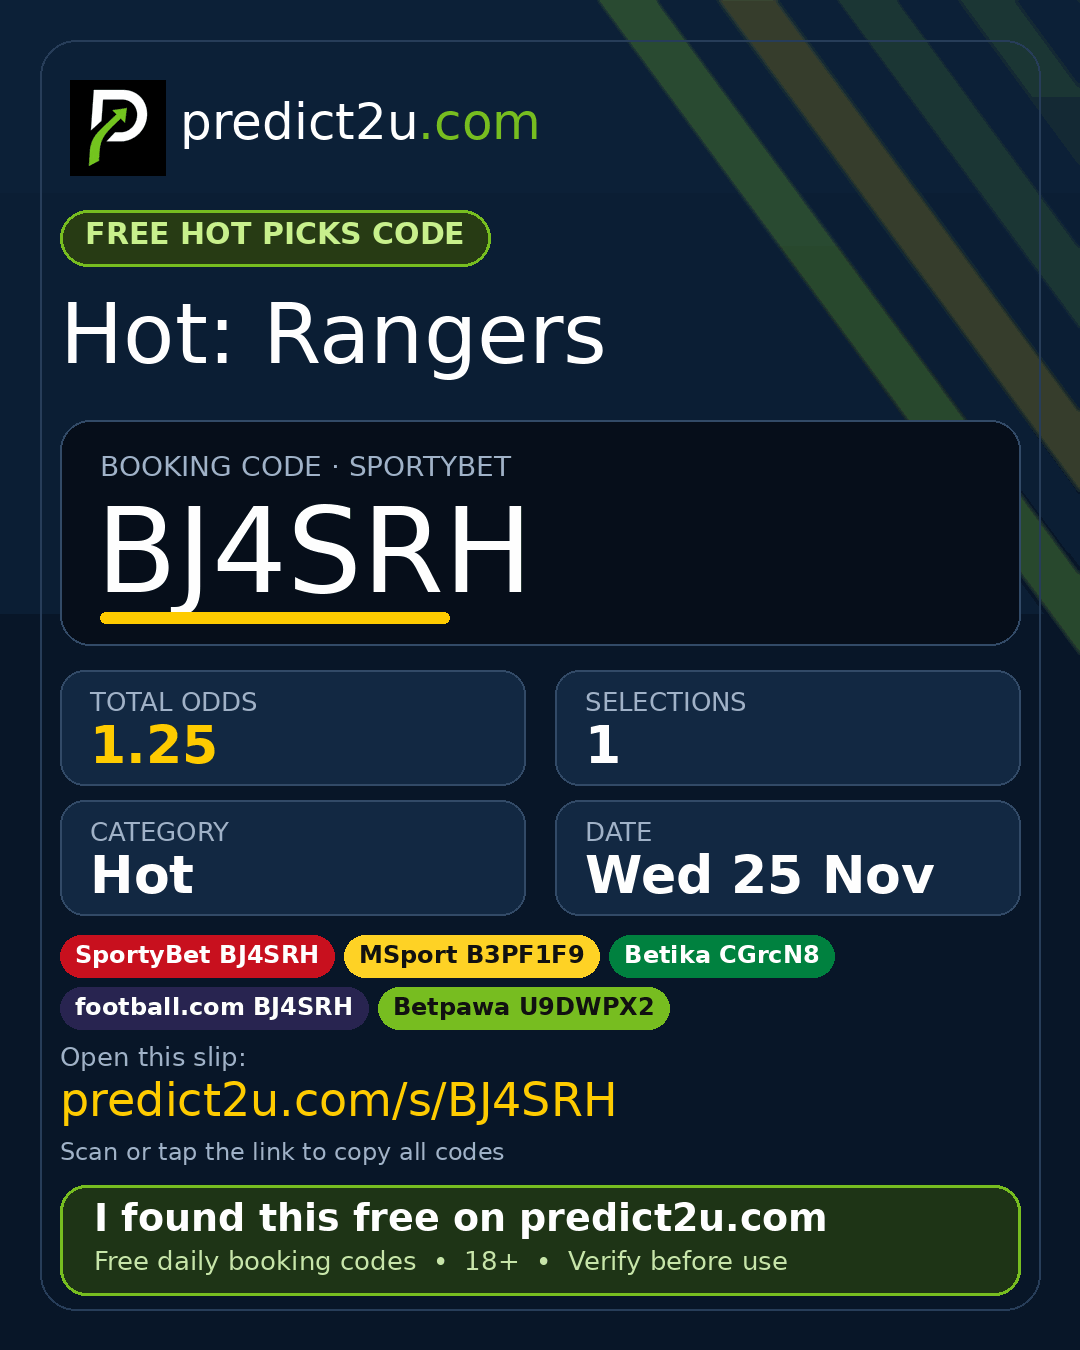 predict2u.com
FREE HOT PICKS CODE
Hot: Rangers
BOOKING CODE · SPORTYBET
BJ4SRH
TOTAL ODDS
1.25
SELECTIONS
1
CATEGORY
Hot
DATE
Wed 25 Nov
SportyBet BJ4SRH
MSport B3PF1F9
Betika CGrcN8
football.com BJ4SRH
Betpawa U9DWPX2
Open this slip:
predict2u.com/s/BJ4SRH
Scan or tap the link to copy all codes
I found this free on predict2u.com
Free daily booking codes • 18+ • Verify before use